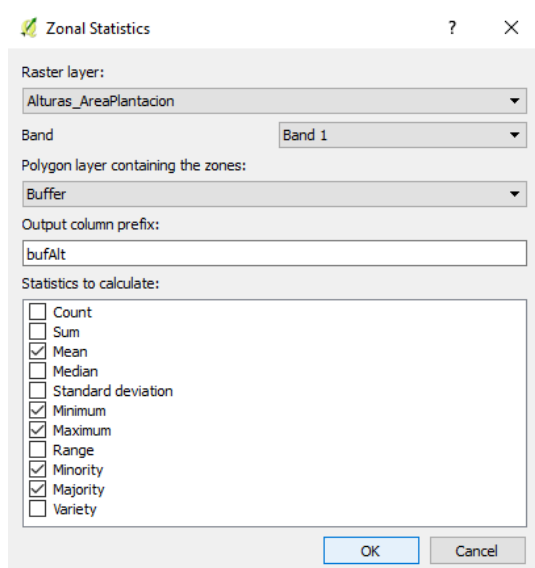 Zonal Statistics ?
Raster layer:
Alturas_AreaPlantacion
Band Band 1
Polygon layer containing the zones:
Buffer
Output column prefix:
bufAlt
Statistics to calculate:
Count
Sum
Mean
Median
Standard deviation
Minimum
Maximum
Range
Minority
Majority
Variety
OK Cancel